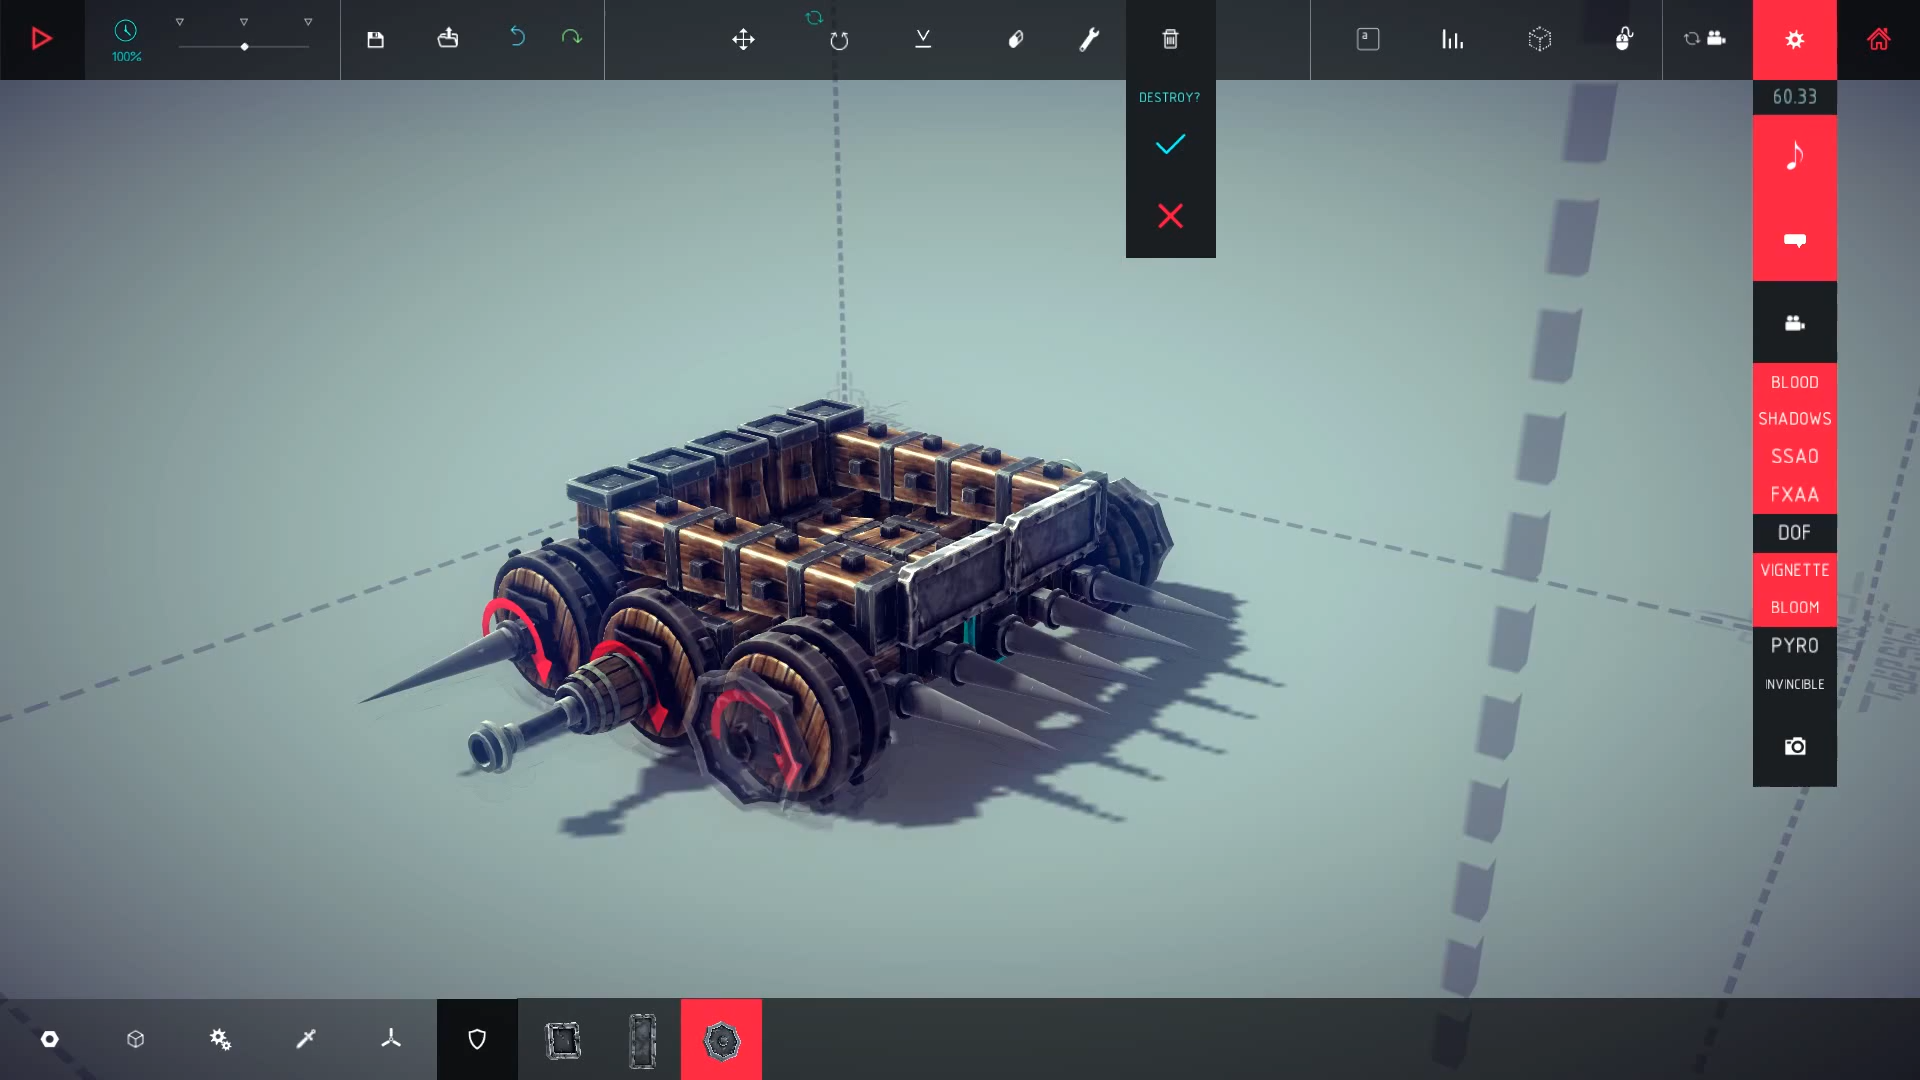 100%
a
DESTROY?
60.33
BLOOD
SHADOWS
SSAO
FXAA
DOF
VIGNETTE
BLOOM
PYRO
INVINCIBLE